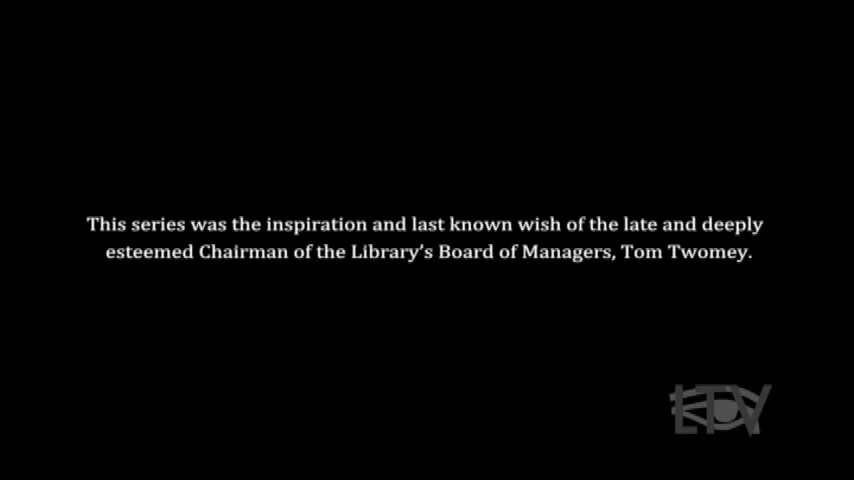 This series was the inspiration and last known wish of the late and deeply
esteemed Chairman of the Library’s Board of Managers, Tom Twomey.
LTV